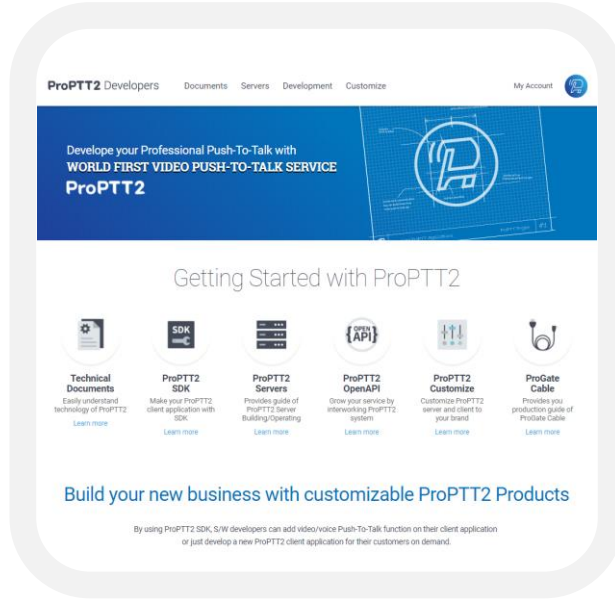 ProPTT2 Developers
Documents Servers Development Customize
My Account
Develope your Professional Push-To-Talk with
WORLD FIRST VIDEO PUSH-TO-TALK SERVICE
ProPTT2
Getting Started with ProPTT2
SDK
{OPEN API}
Technical
Documents
Easily understand
technology of ProPTT2
Learn more
ProPTT2
SDK
Make your ProPTT2
client application with
SDK
Learn more
ProPTT2
Servers
Provides guide of
ProPTT2 Server
Building/Operating
Learn more
ProPTT2
OpenAPI
Grow your service by
interworking ProPTT2
system
Learn more
ProPTT2
Customize
Customize ProPTT2
server and client to
your brand
Learn more
ProGate
Cable
Provides you
production guide of
ProGate Cable
Learn more
Build your new business with customizable ProPTT2 Products
By using ProPTT2 SDK, S/W developers can add video/voice Push-To-Talk function on their client application
or just develop a new ProPTT2 client application for their customers on demand.